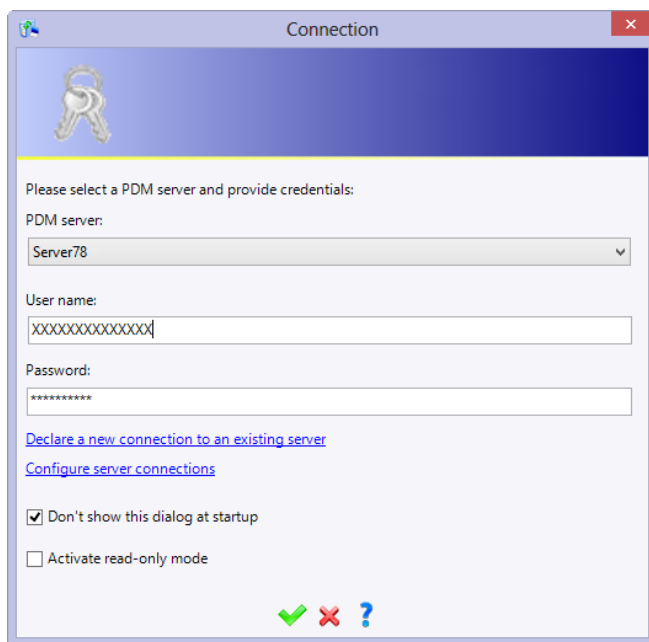 Connection
Please select a PDM server and provide credentials:
PDM server:
Server78
User name:
XXXXXXXXXXXXXX
Password:
**********
Declare a new connection to an existing server
Configure server connections
Don't show this dialog at startup
Activate read-only mode